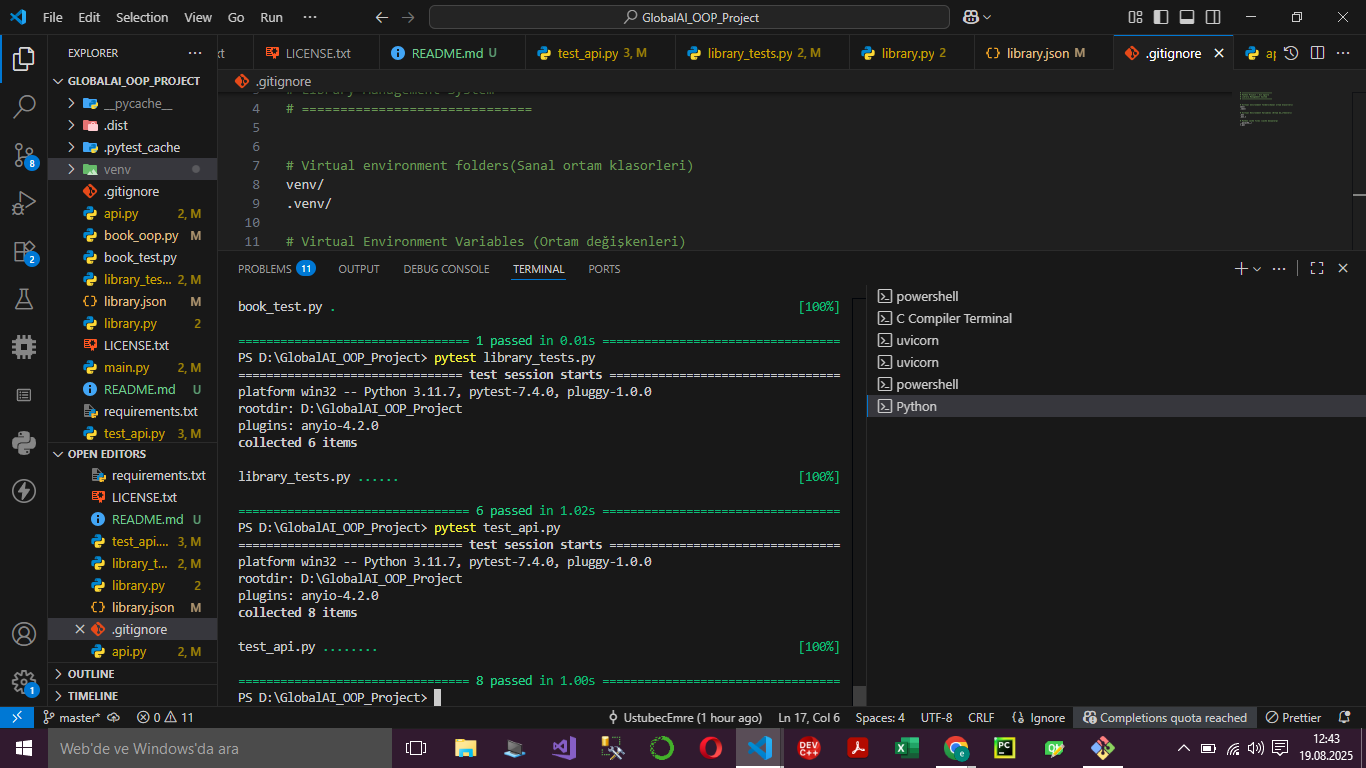 File Edit Selection View Go Run ···
GlobalAI_OOP_Project
EXPLORER ···
GLOBALAI_OOP_PROJECT
__pycache__
.dist
.pytest_cache
venv
.gitignore
api.py 2, M
book_oop.py M
book_test.py
library_tes... 2, M
library.json M
library.py 2
LICENSE.txt
main.py 2, M
README.md U
requirements.txt
test_api.py 3, M
OPEN EDITORS
requirements.txt
LICENSE.txt
README.md U
test_api.... 3, M
library_t... 2, M
library.py 2
library.json M
.gitignore
api.py 2, M
OUTLINE
TIMELINE
8
2
1
LICENSE.txt
README.md U
test_api.py 3, M
library_tests.py 2, M
library.py 2
library.json M
.gitignore
.gitignore
3 # Library Management System
4 # ==============================
5
6
7 # Virtual environment folders(Sanal ortam klasorleri)
8 venv/
9 .venv/
10
11 # Virtual Environment Variables (Ortam değişkenleri)
PROBLEMS 11 OUTPUT DEBUG CONSOLE TERMINAL PORTS
book_test.py . [100%]
================================= 1 passed in 0.01s ==================================
PS D:\GlobalAI_OOP_Project> pytest library_tests.py
================================ test session starts =================================
platform win32 -- Python 3.11.7, pytest-7.4.0, pluggy-1.0.0
rootdir: D:\GlobalAI_OOP_Project
plugins: anyio-4.2.0
collected 6 items
library_tests.py ...... [100%]
================================= 6 passed in 1.02s ==================================
PS D:\GlobalAI_OOP_Project> pytest test_api.py
================================ test session starts =================================
platform win32 -- Python 3.11.7, pytest-7.4.0, pluggy-1.0.0
rootdir: D:\GlobalAI_OOP_Project
plugins: anyio-4.2.0
collected 8 items
test_api.py ........ [100%]
================================= 8 passed in 1.00s ==================================
PS D:\GlobalAI_OOP_Project>
powershell
C Compiler Terminal
uvicorn
uvicorn
powershell
Python
master* 0 11 UstubecEmre (1 hour ago) Ln 17, Col 6 Spaces: 4 UTF-8 CRLF Ignore Completions quota reached Prettier
Web'de ve Windows'da ara
DEV C++
PC
12:43
19.08.2025